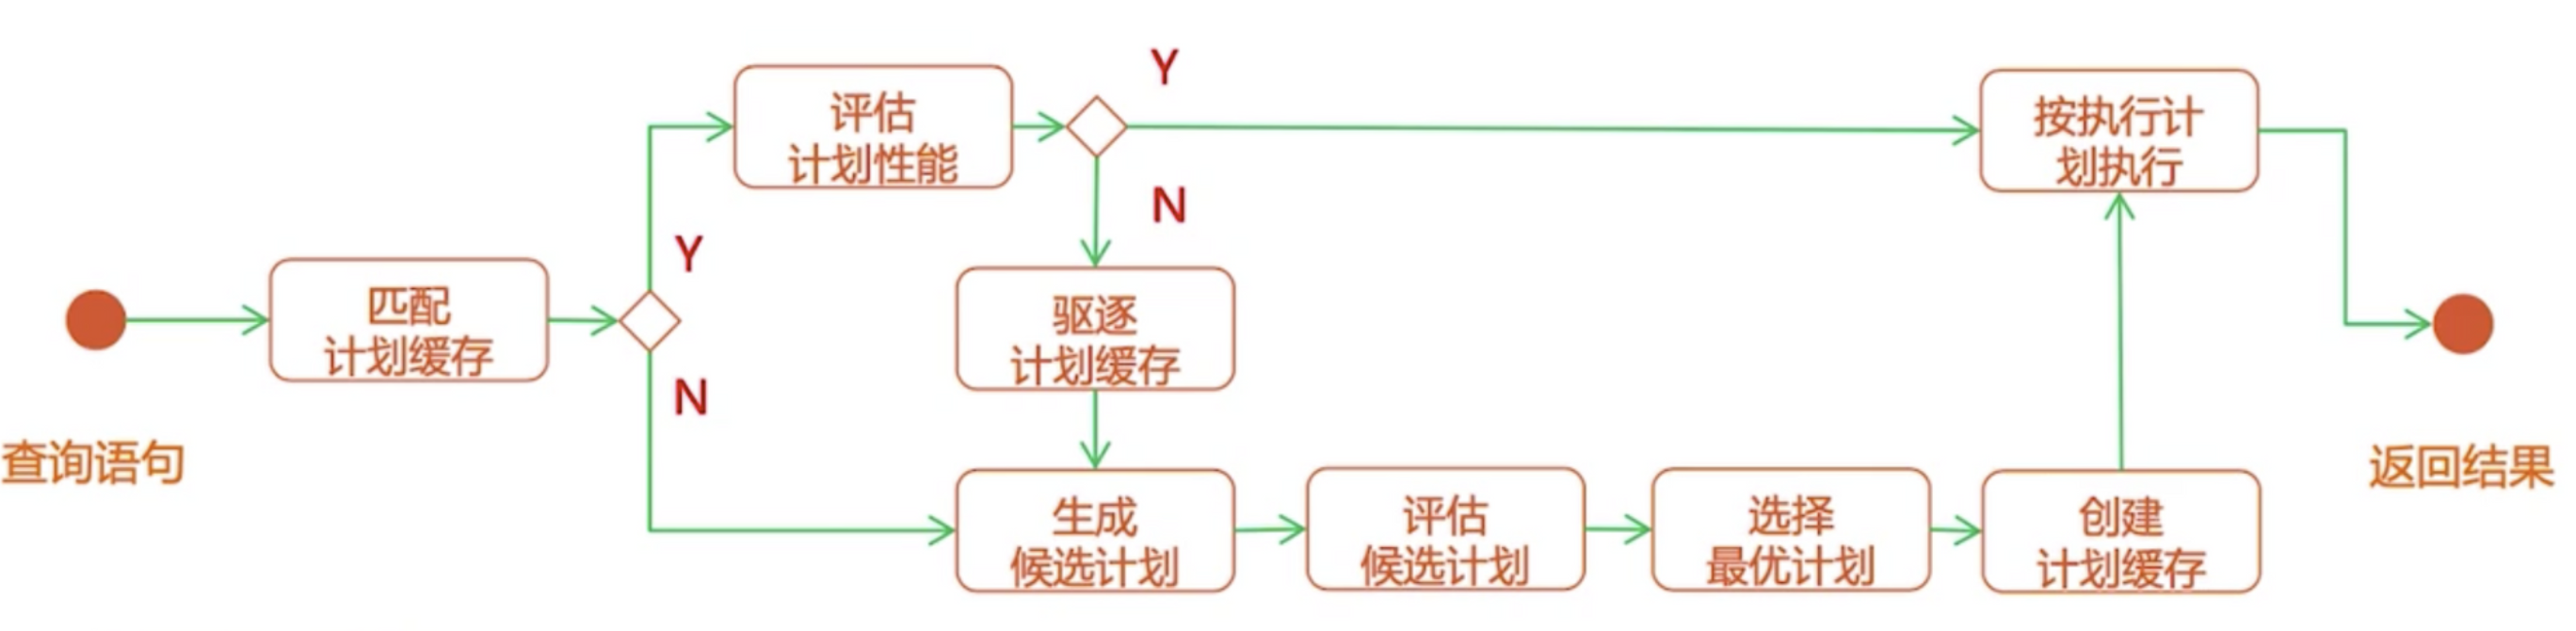 查询语句
匹配
计划缓存
Y
N
评估
计划性能
Y
N
驱逐
计划缓存
生成
候选计划
评估
候选计划
选择
最优计划
创建
计划缓存
按执行计
划执行
返回结果